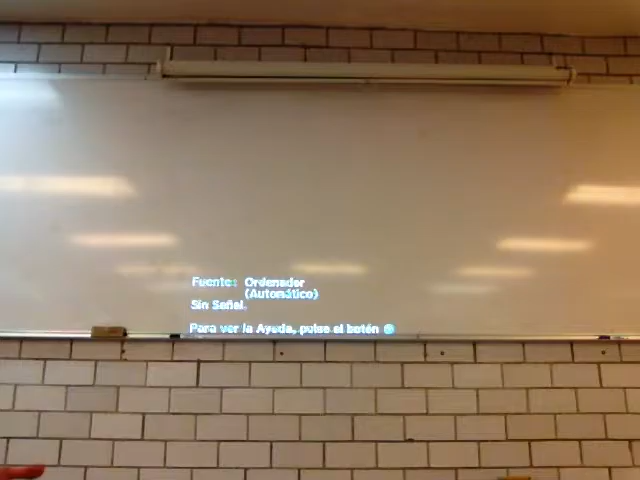 Fuente: Ordenador
(Automático)
Sin Señal.
Para ver la Ayuda, pulse el botón